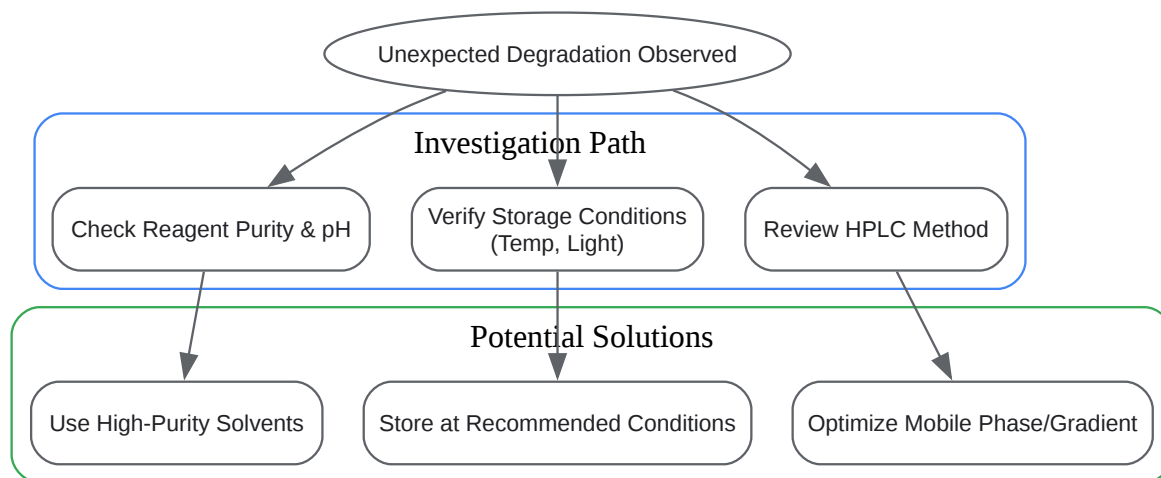 Unexpected Degradation Observed
Investigation Path
Check Reagent Purity & pH
Verify Storage Conditions
(Temp, Light)
Review HPLC Method
Potential Solutions
Use High-Purity Solvents
Store at Recommended Conditions
Optimize Mobile Phase/Gradient